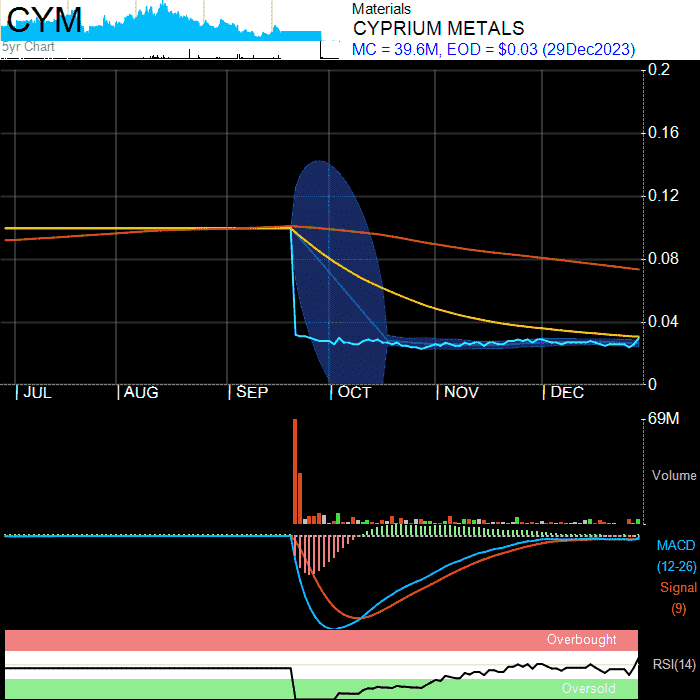 CYM
5yr Chart
Materials
CYPRIUM METALS
MC = 39.6M, EOD = $0.03 (29Dec2023)
0.2
0.16
0.12
0.08
0.04
0
JUL AUG SEP OCT NOV DEC
69M
Volume
MACD
(12-26)
Signal
(9)
Overbought
RSI(14)
Oversold